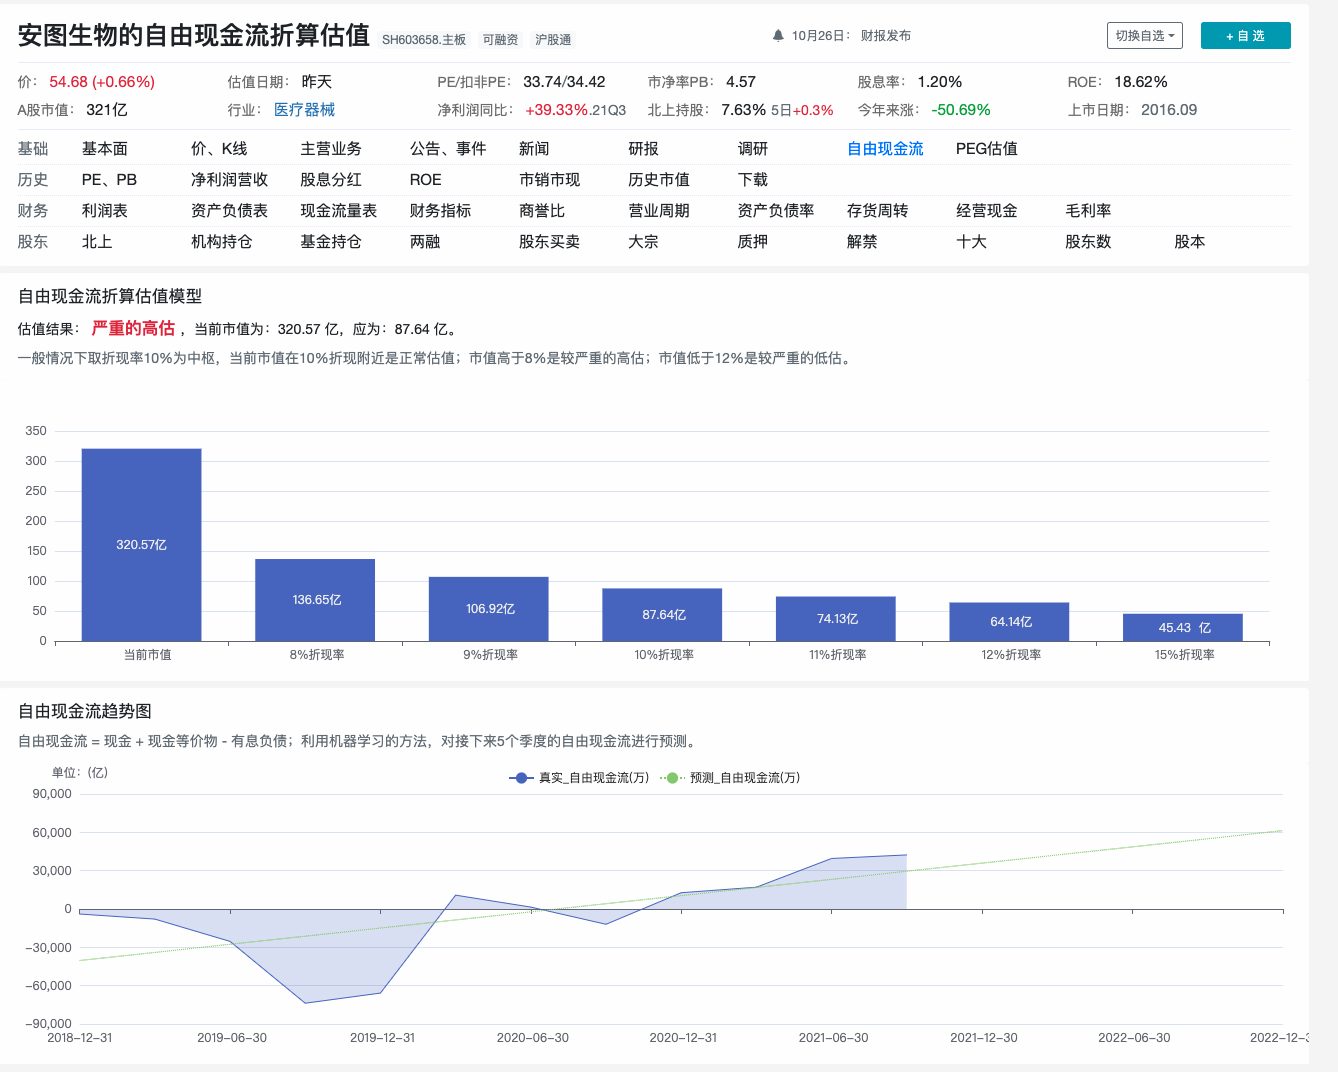 安图生物的自由现金流折算估值 SH603658.主板 可融资 沪股通 10月26日： 财报发布 切换自选 + 自 选
价： 54.68 (+0.66%) 估值日期： 昨天 PE/扣非PE： 33.74/34.42 市净率PB： 4.57 股息率： 1.20% ROE： 18.62%
A股市值： 321亿 行业： 医疗器械 净利润同比： +39.33%.21Q3 北上持股： 7.63% 5日+0.3% 今年来涨： -50.69% 上市日期： 2016.09
基础 基本面 价、K线 主营业务 公告、事件 新闻 研报 调研 自由现金流 PEG估值
历史 PE、PB 净利润营收 股息分红 ROE 市销市现 历史市值 下载
财务 利润表 资产负债表 现金流量表 财务指标 商誉比 营业周期 资产负债率 存货周转 经营现金 毛利率
股东 北上 机构持仓 基金持仓 两融 股东买卖 大宗 质押 解禁 十大 股东数 股本
自由现金流折算估值模型
估值结果： 严重的高估 ，当前市值为：320.57 亿，应为：87.64 亿。
一般情况下取折现率10%为中枢，当前市值在10%折现附近是正常估值；市值高于8%是较严重的高估；市值低于12%是较严重的低估。
350
300
250
200
150
100
50
0
320.57亿 136.65亿 106.92亿 87.64亿 74.13亿 64.14亿 45.43 亿
当前市值 8%折现率 9%折现率 10%折现率 11%折现率 12%折现率 15%折现率
自由现金流趋势图
自由现金流 = 现金 + 现金等价物 - 有息负债；利用机器学习的方法，对接下来5个季度的自由现金流进行预测。
单位：(亿) 真实_自由现金流(万) 预测_自由现金流(万)
90,000
60,000
30,000
0
-30,000
-60,000
-90,000
2018-12-31 2019-06-30 2019-12-31 2020-06-30 2020-12-31 2021-06-30 2021-12-30 2022-06-30 2022-12-3